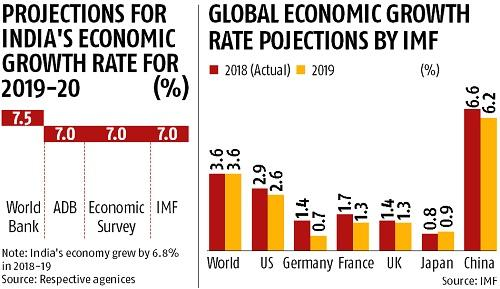 PROJECTIONS FOR
INDIA'S ECONOMIC
GROWTH RATE FOR
2019-20 (%)
7.5
7.0 7.0 7.0
World Bank ADB Economic Survey IMF
Note: India's economy grew by 6.8%
in 2018-19
Source: Respective agenices
GLOBAL ECONOMIC GROWTH
RATE POJECTIONS BY IMF
2018 (Actual) 2019 (%)
3.6 3.6 2.9 2.6 1.4 0.7 1.7 1.3 1.4 1.3 0.8 0.9 6.6 6.2
World US Germany France UK Japan China
Source: IMF